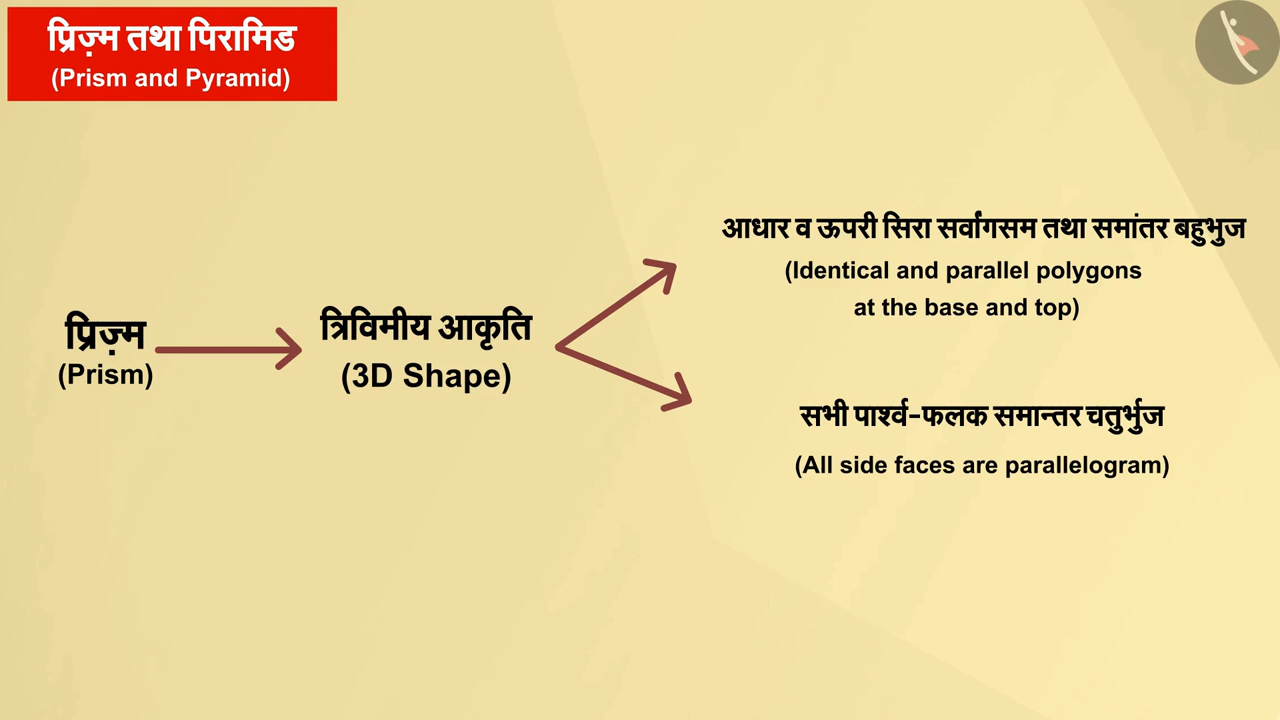 प्रिज़्म तथा पिरामिड
(Prism and Pyramid)
प्रिज़्म
(Prism)
त्रिविमीय आकृति
(3D Shape)
आधार व ऊपरी सिरा सर्वांगसम तथा समांतर बहुभुज
(Identical and parallel polygons
at the base and top)
सभी पार्श्व-फलक समान्तर चतुर्भुज
(All side faces are parallelogram)